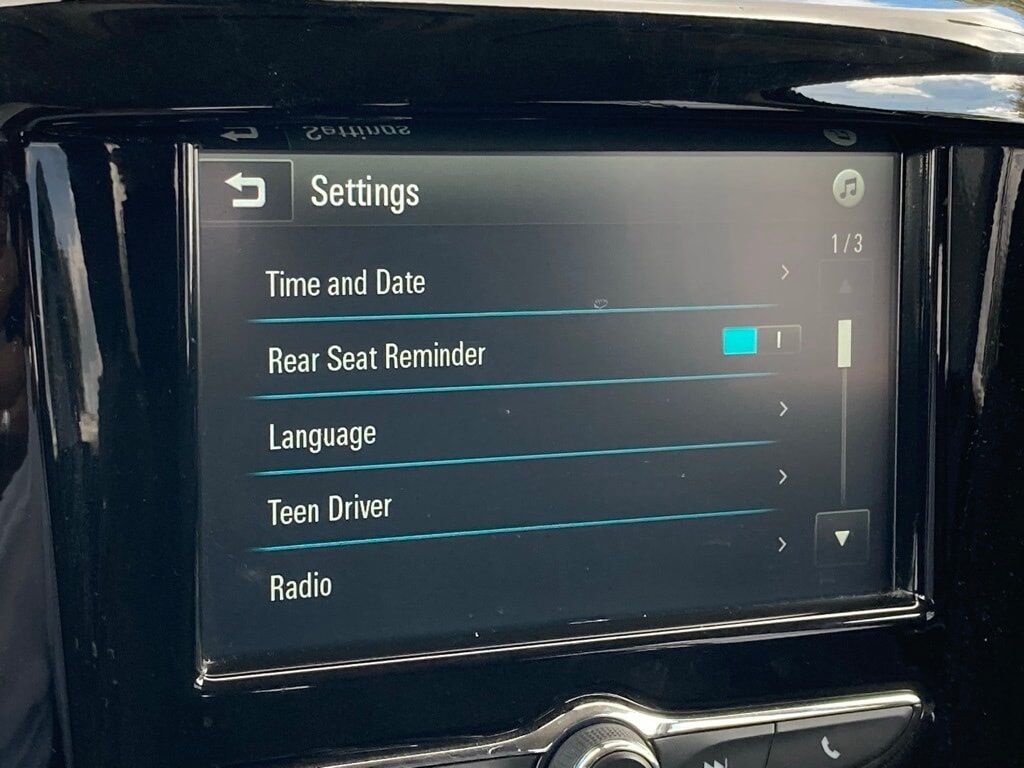 Settings
1/3
Time and Date
Rear Seat Reminder
Language
Teen Driver
Radio